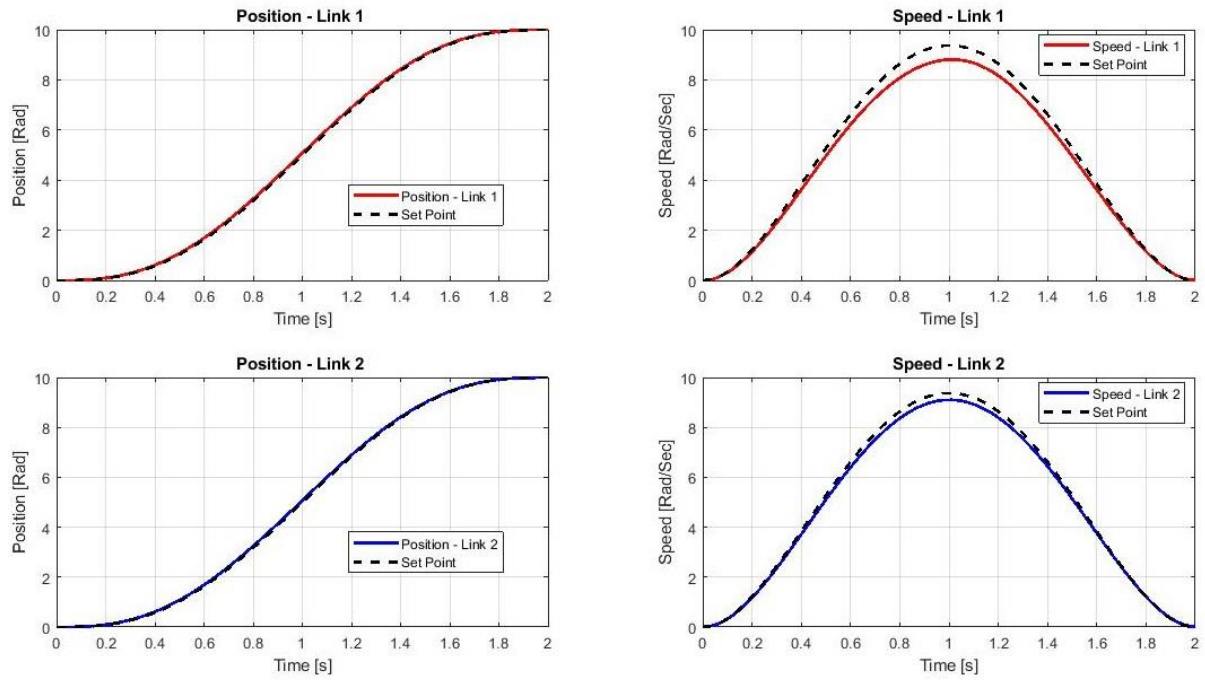 Position - Link 1
Position [Rad]
10
8
6
4
2
0
Position - Link 1
Set Point
0 0.2 0.4 0.6 0.8 1 1.2 1.4 1.6 1.8 2
Time [s]
Speed - Link 1
Speed [Rad/Sec]
10
8
6
4
2
0
Speed - Link 1
Set Point
0 0.2 0.4 0.6 0.8 1 1.2 1.4 1.6 1.8 2
Time [s]
Position - Link 2
Position [Rad]
10
8
6
4
2
0
Position - Link 2
Set Point
0 0.2 0.4 0.6 0.8 1 1.2 1.4 1.6 1.8 2
Time [s]
Speed - Link 2
Speed [Rad/Sec]
10
8
6
4
2
0
Speed - Link 2
Set Point
0 0.2 0.4 0.6 0.8 1 1.2 1.4 1.6 1.8 2
Time [s]